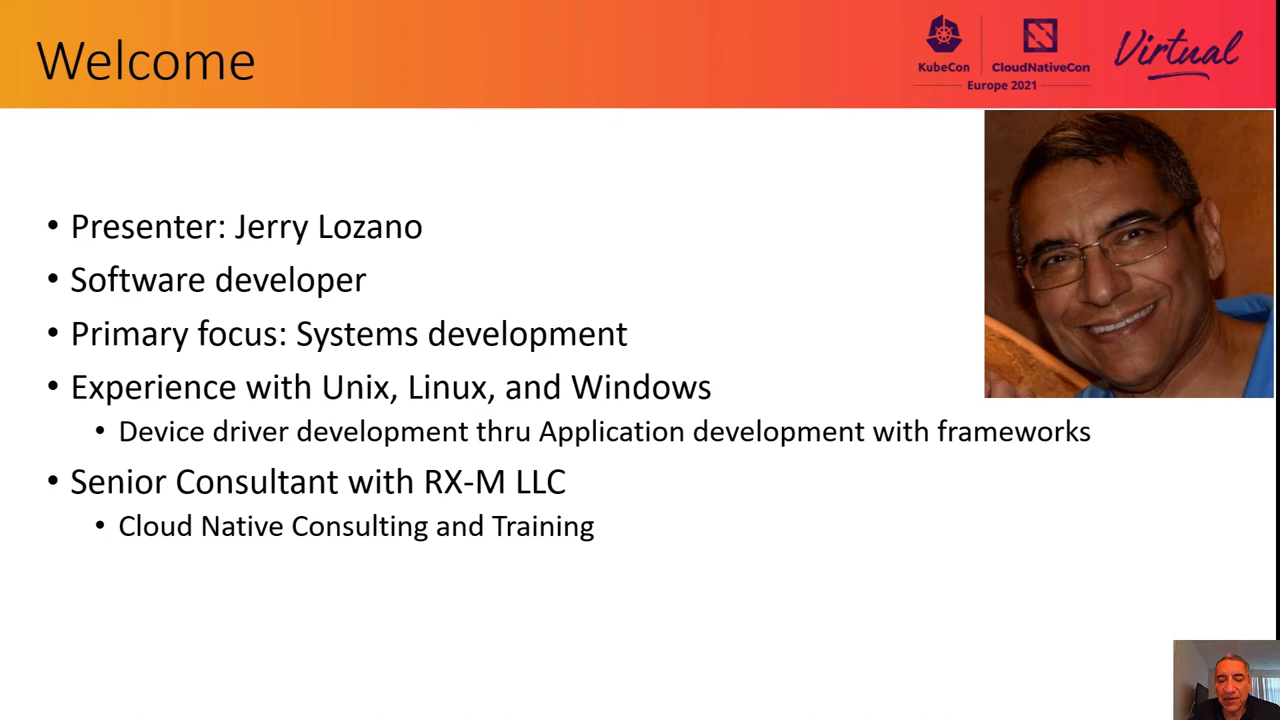 Welcome
KubeCon
CloudNativeCon
Europe 2021
Virtual
• Presenter: Jerry Lozano
• Software developer
• Primary focus: Systems development
• Experience with Unix, Linux, and Windows
• Device driver development thru Application development with frameworks
• Senior Consultant with RX-M LLC
• Cloud Native Consulting and Training